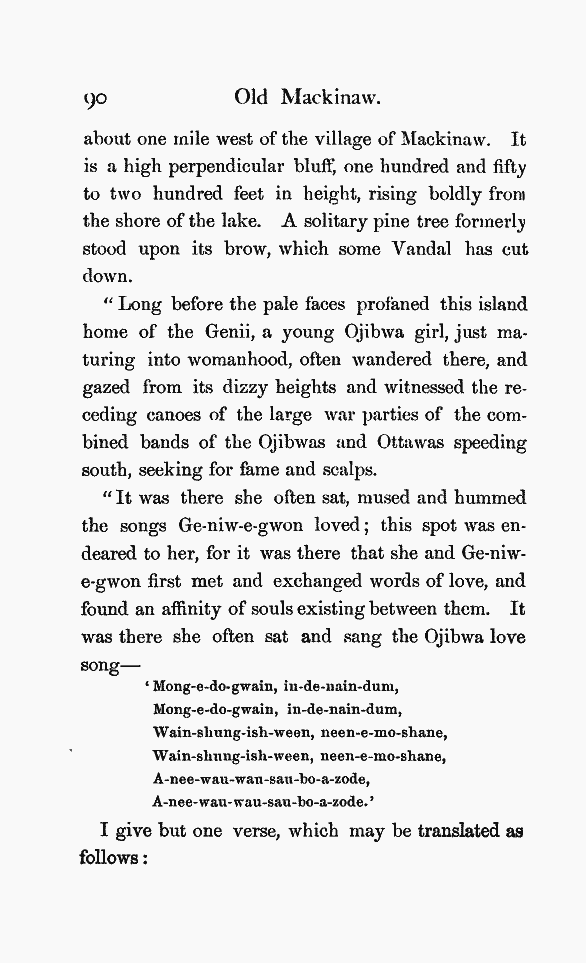 90 Old Mackinaw.
about one mile west of the village of Mackinaw. It
is a high perpendicular bluff, one hundred and fifty
to two hundred feet in height, rising boldly from
the shore of the lake. A solitary pine tree formerly
stood upon its brow, which some Vandal has cut
down.
“Long before the pale faces profaned this island
home of the Genii, a young Ojibwa girl, just ma-
turing into womanhood, often wandered there, and
gazed from its dizzy heights and witnessed the re-
ceding canoes of the large war parties of the com-
bined bands of the Ojibwas and Ottawas speeding
south, seeking for fame and scalps.
“It was there she often sat, mused and hummed
the songs Ge-niw-e-gwon loved; this spot was en-
deared to her, for it was there that she and Ge-niw-
e-gwon first met and exchanged words of love, and
found an affinity of souls existing between them. It
was there she often sat and sang the Ojibwa love
song—
‘Mong-e-do-gwain, in-de-nain-dum,
Mong-e-do-gwain, in-de-nain-dum,
Wain-shung-ish-ween, neen-e-mo-shane,
Wain-shung-ish-ween, neen-e-mo-shane,
A-nee-wau-wau-sau-bo-a-zode,
A-nee-wau-wau-sau-bo-a-zode.’
I give but one verse, which may be translated as
follows: